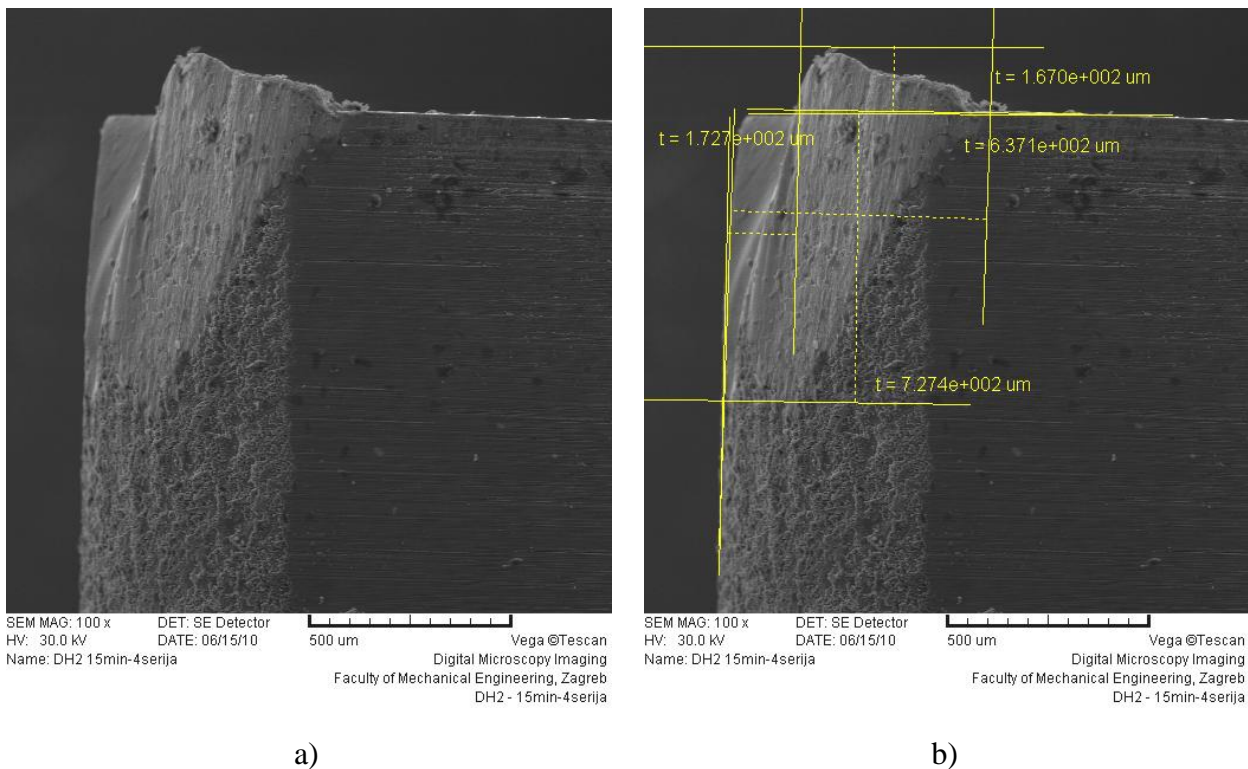 t = 1.670e+002 um
t = 1.727e+002 um
t = 6.371e+002 um
t = 7.274e+002 um
SEM MAG: 100 x DET: SE Detector
HV: 30.0 kV DATE: 06/15/10 500 um Vega ©Tescan
Name: DH2 15min-4serija Digital Microscopy Imaging
Faculty of Mechanical Engineering, Zagreb
DH2 - 15min-4serija
SEM MAG: 100 x DET: SE Detector
HV: 30.0 kV DATE: 06/15/10 500 um Vega ©Tescan
Name: DH2 15min-4serija Digital Microscopy Imaging
Faculty of Mechanical Engineering, Zagreb
DH2 - 15min-4serija
a)
b)